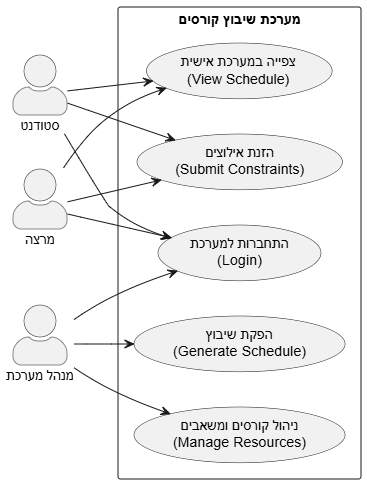 מערכת שיבוץ קורסים
צפייה במערכת אישית
(View Schedule)
סטודנט
הזנת אילוצים
(Submit Constraints)
מרצה
התחברות למערכת
(Login)
הפקת שיבוץ
(Generate Schedule)
מנהל מערכת
ניהול קורסים ומשאבים
(Manage Resources)